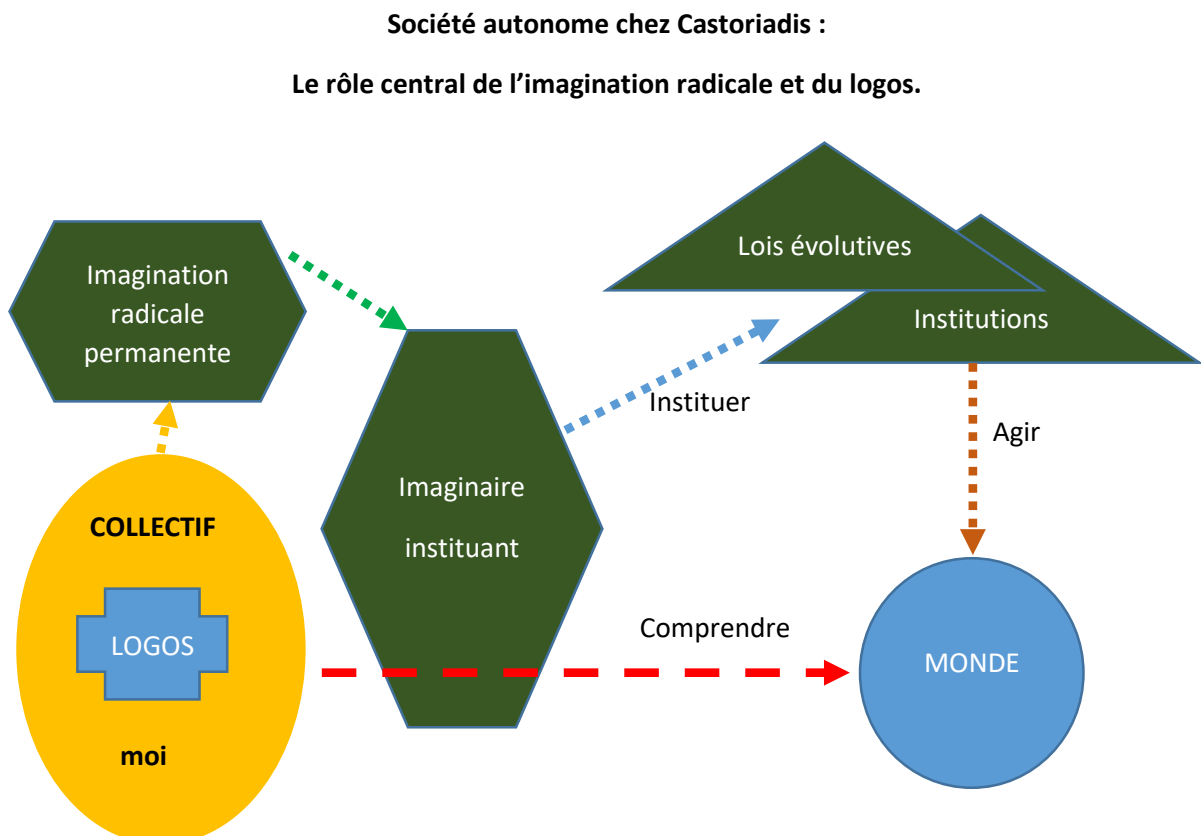 Société autonome chez Castoriadis :
Le rôle central de l’imagination radicale et du logos.
Lois évolutives
Imagination
radicale
permanente
Institutions
Instituer
Agir
Imaginaire
instituant
COLLECTIF
Comprendre
LOGOS
MONDE
moi